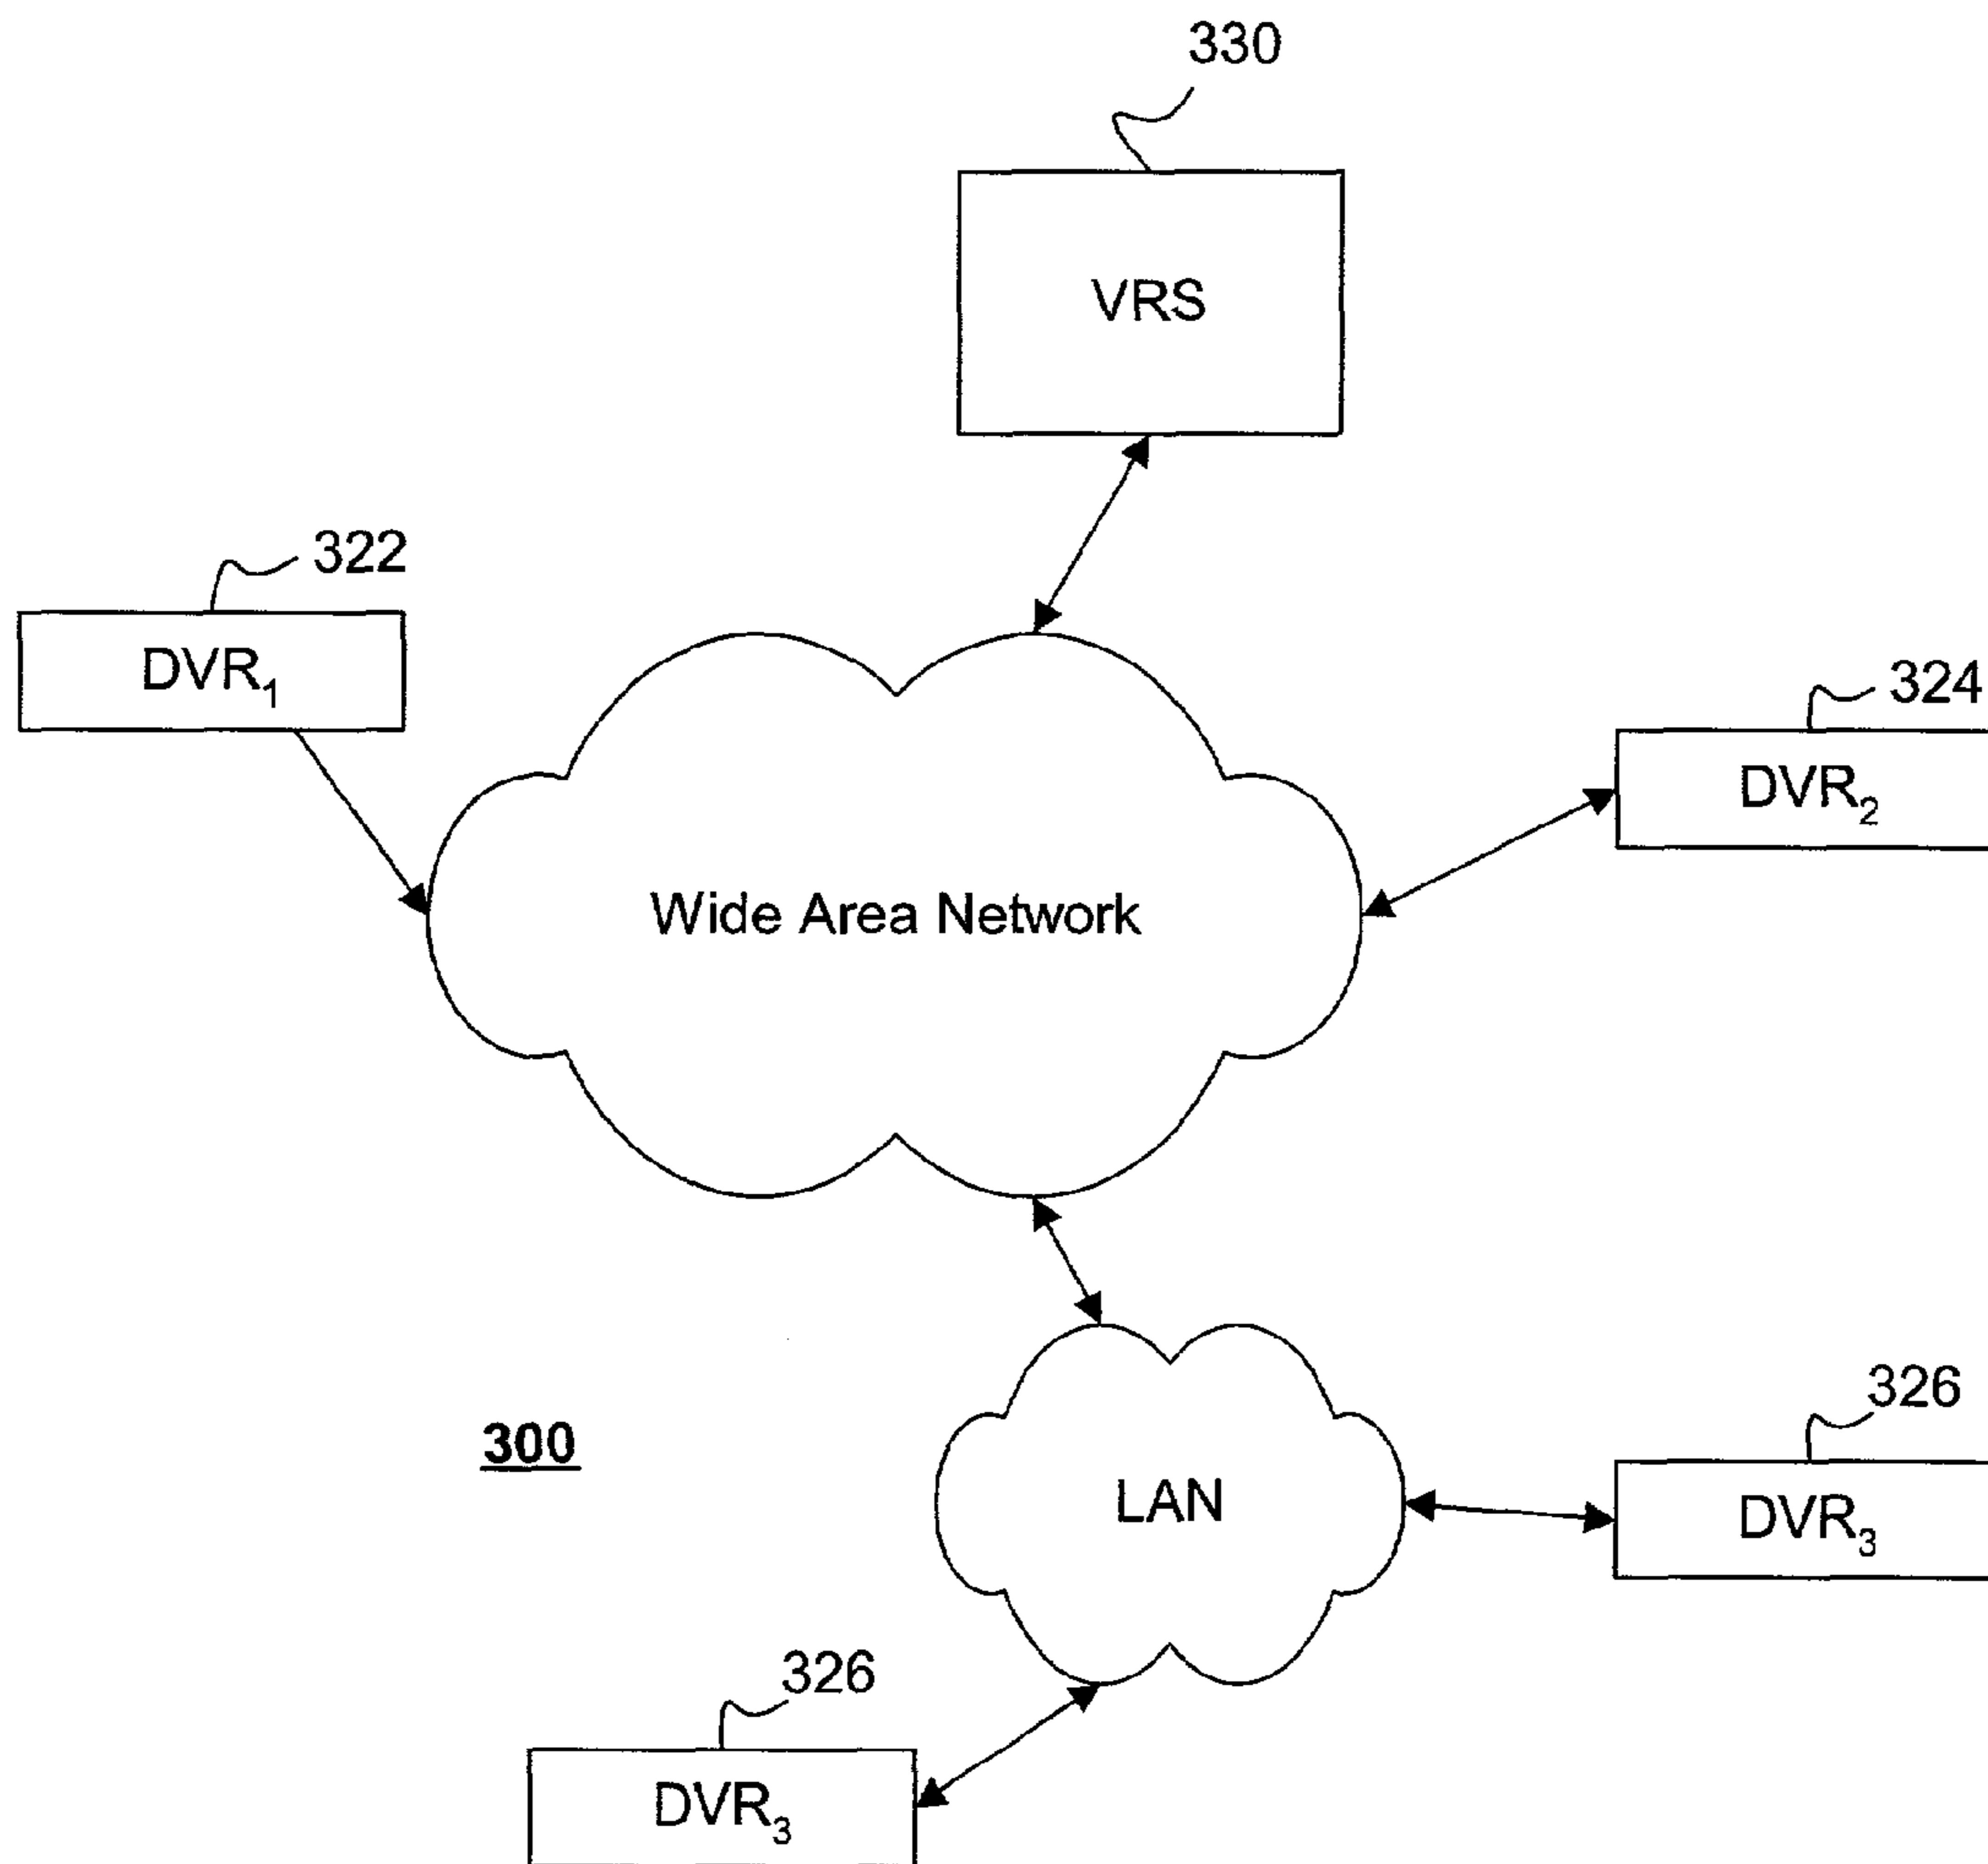 330
VRS
322
DVR1
324
DVR2
Wide Area Network
326
300
LAN
DVR3
326
DVR3